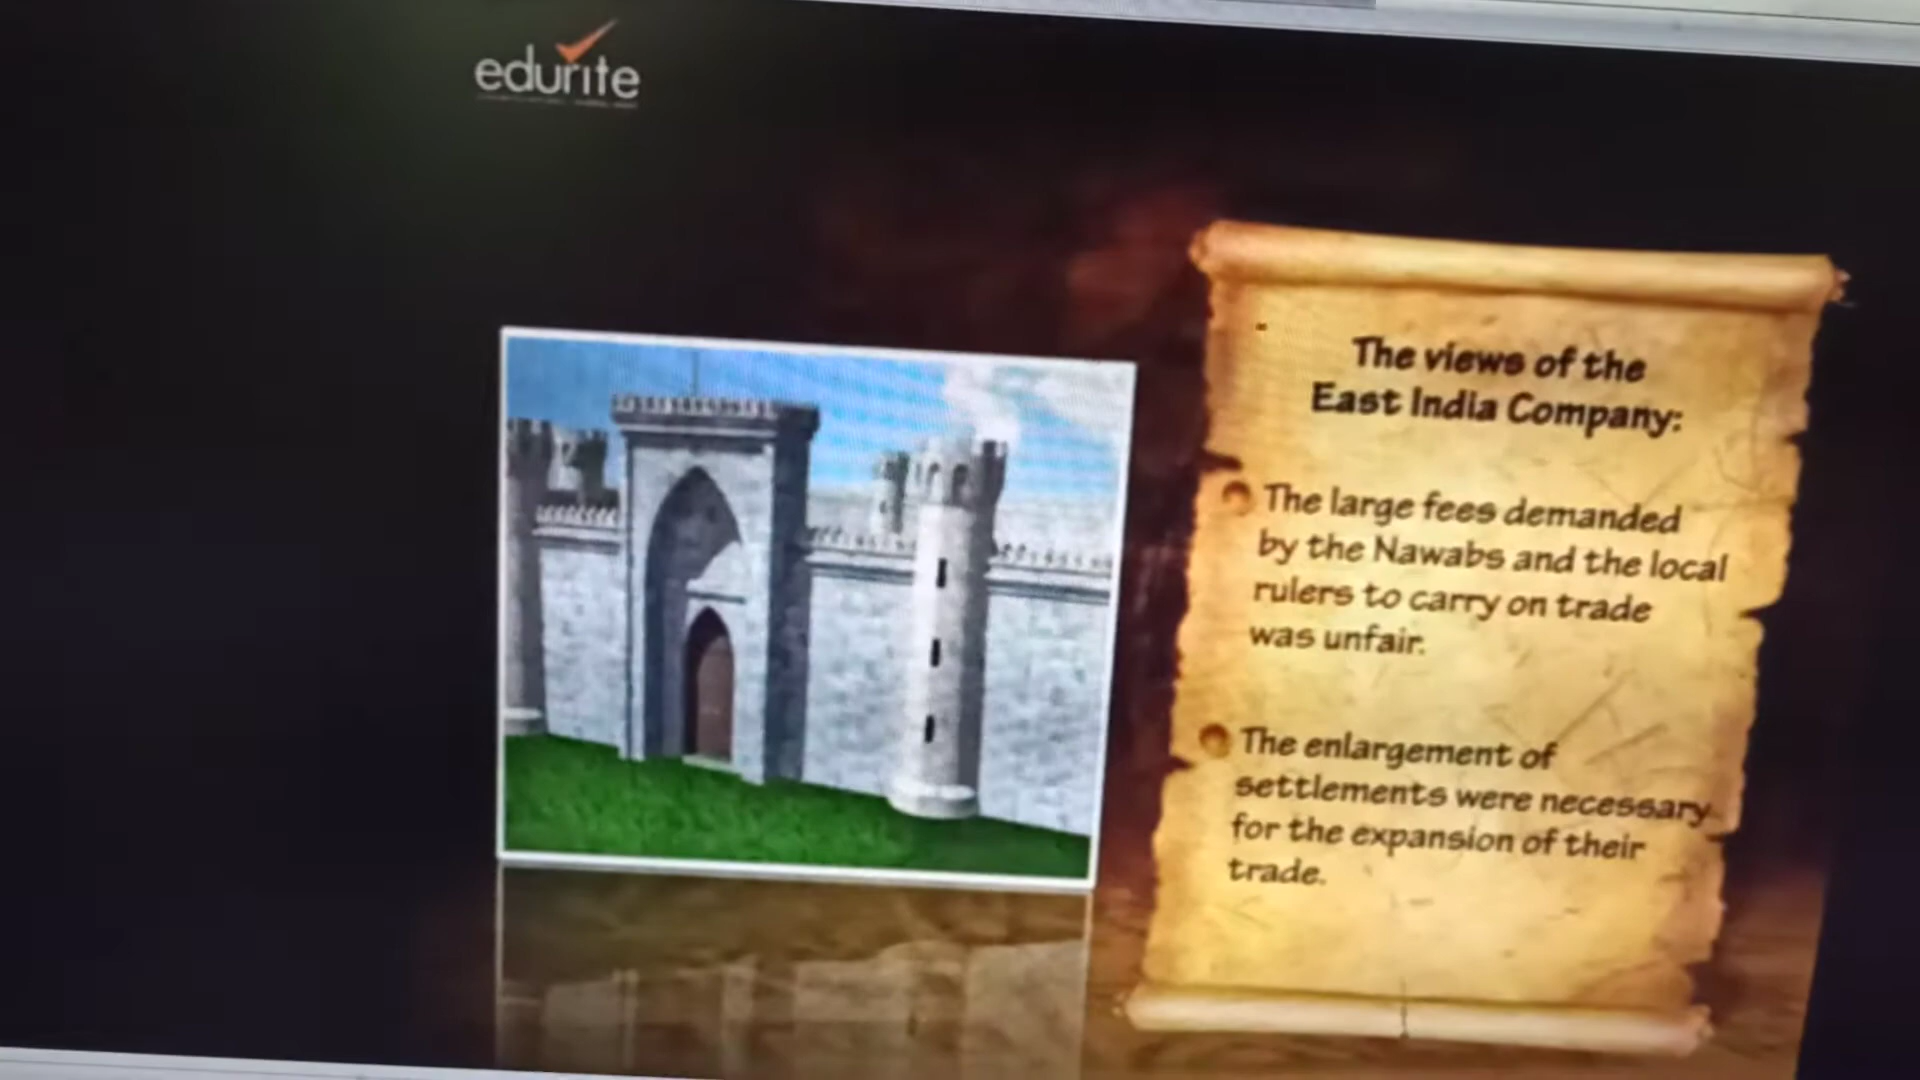 edurite
The views of the
East India Company:
The large fees demanded
by the Nawabs and the local
rulers to carry on trade
was unfair.
The enlargement of
settlements were necessary
for the expansion of their
trade.